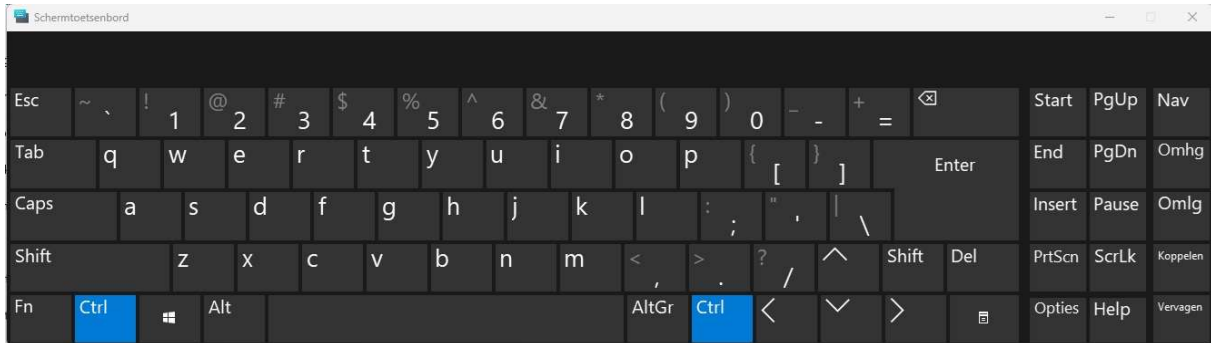 Schermtoetsenbord
Esc ~ ` ! 1 @ 2 # 3 $ 4 % 5 ^ 6 & 7 * 8 ( 9 ) 0 _ - + = Start PgUp Nav
Tab q w e r t y u i o p { [ } ] Enter End PgDn Omhg
Caps a s d f g h j k l : ; " ' | \ Insert Pause Omlg
Shift z x c v b n m < , > . ? / Shift Del PrtScn ScrLk Koppelen
Fn Ctrl Alt AltGr Ctrl Opties Help Vervagen